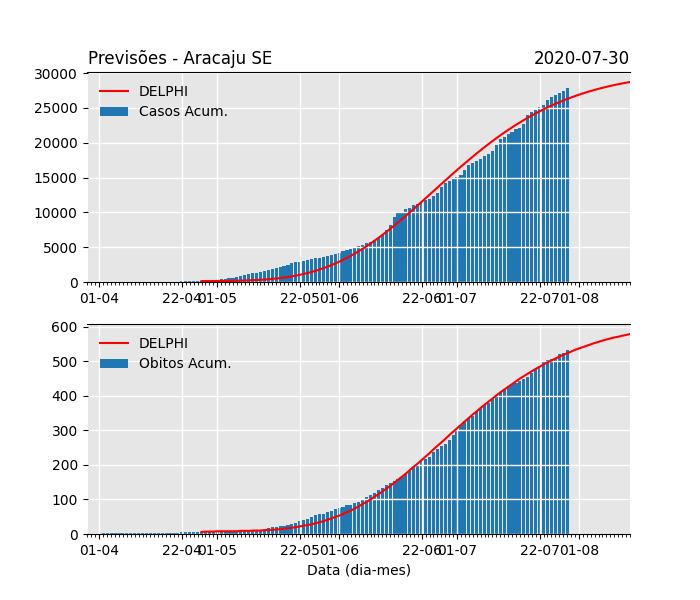 Previsões - Aracaju SE 2020-07-30
30000
25000
20000
15000
10000
5000
0
DELPHI
Casos Acum.
01-04 22-04 01-05 22-05 01-06 22-06 01-07 22-07 01-08
600
500
400
300
200
100
0
DELPHI
Obitos Acum.
01-04 22-04 01-05 22-05 01-06 22-06 01-07 22-07 01-08
Data (dia-mes)